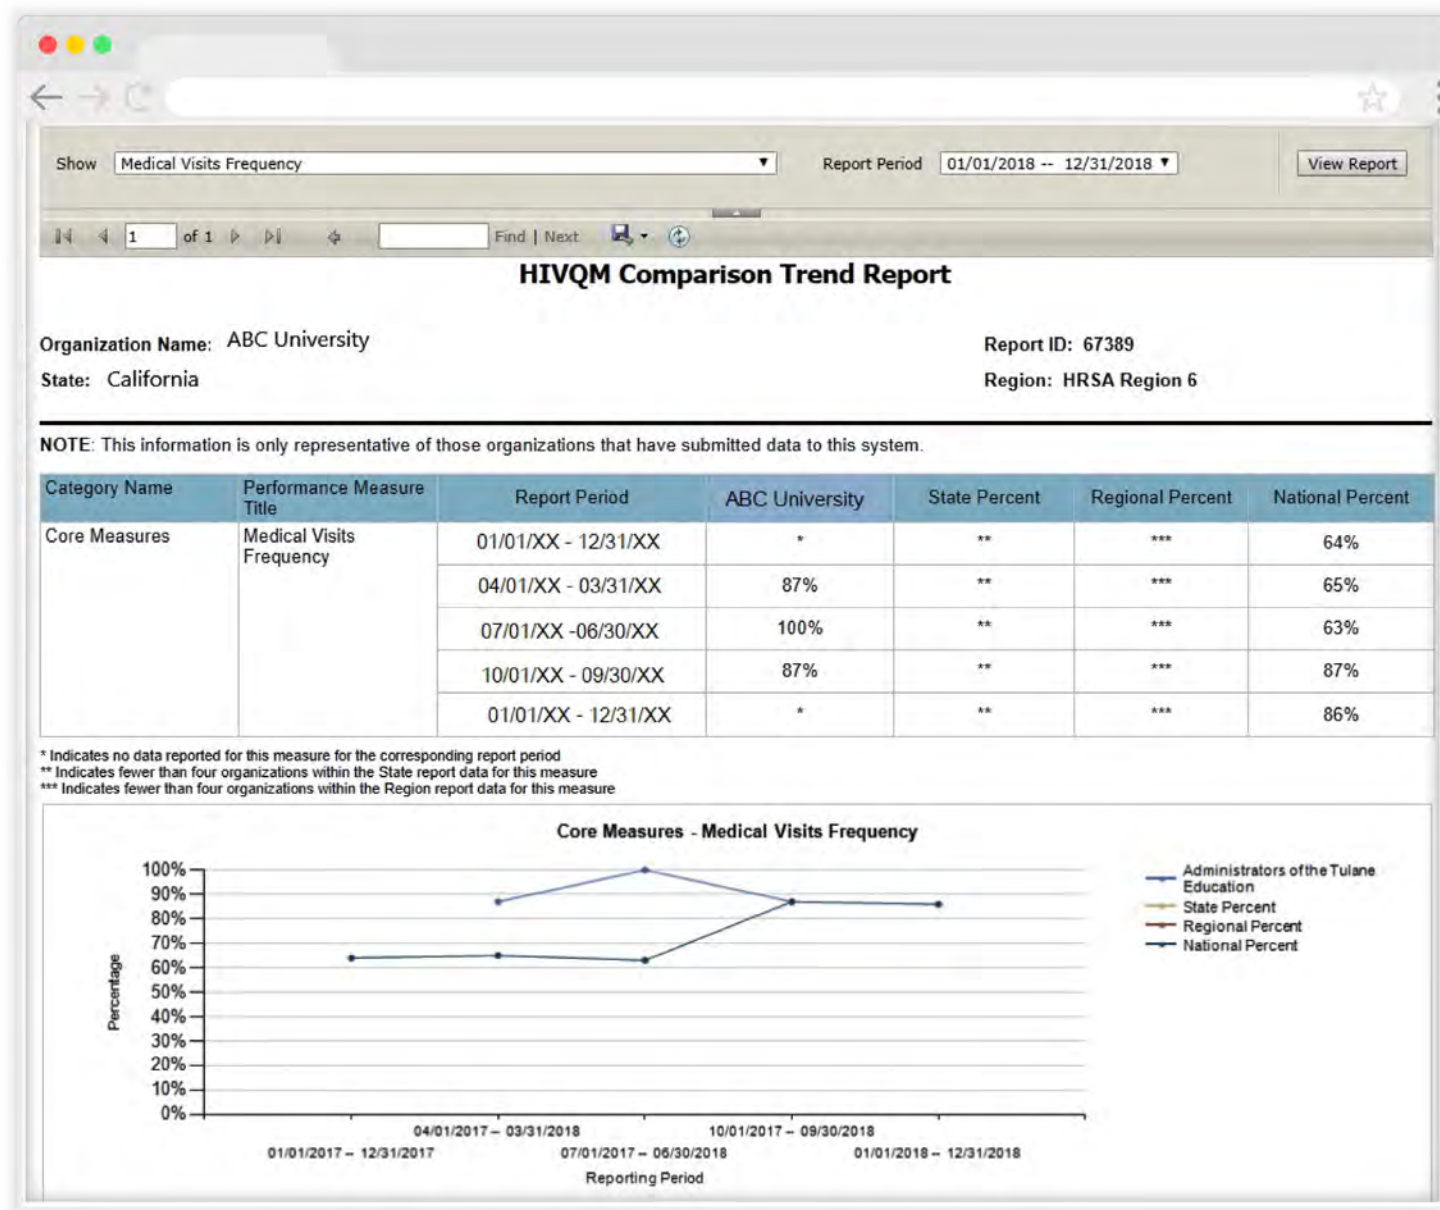 Show Medical Visits Frequency Report Period 01/01/2018 -- 12/31/2018 View Report
1 of 1 Find | Next
HIVQM Comparison Trend Report
Organization Name: ABC University Report ID: 67389
State: California Region: HRSA Region 6
NOTE: This information is only representative of those organizations that have submitted data to this system.
Category Name Performance Measure Title Report Period ABC University State Percent Regional Percent National Percent
Core Measures Medical Visits Frequency 01/01/XX - 12/31/XX * ** *** 64%
04/01/XX - 03/31/XX 87% ** *** 65%
07/01/XX -06/30/XX 100% ** *** 63%
10/01/XX - 09/30/XX 87% ** *** 87%
01/01/XX - 12/31/XX * ** *** 86%
* Indicates no data reported for this measure for the corresponding report period
** Indicates fewer than four organizations within the State report data for this measure
*** Indicates fewer than four organizations within the Region report data for this measure
Core Measures - Medical Visits Frequency
Percentage
100%
90%
80%
70%
60%
50%
40%
30%
20%
10%
0%
Administrators of the Tulane
Education
State Percent
Regional Percent
National Percent
04/01/2017 -- 03/31/2018 10/01/2017 -- 09/30/2018
01/01/2017 -- 12/31/2017 07/01/2017 -- 06/30/2018 01/01/2018 -- 12/31/2018
Reporting Period